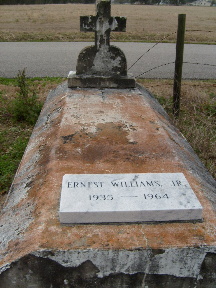 ERNEST WILLIAMS, JR.
1935 — 1964